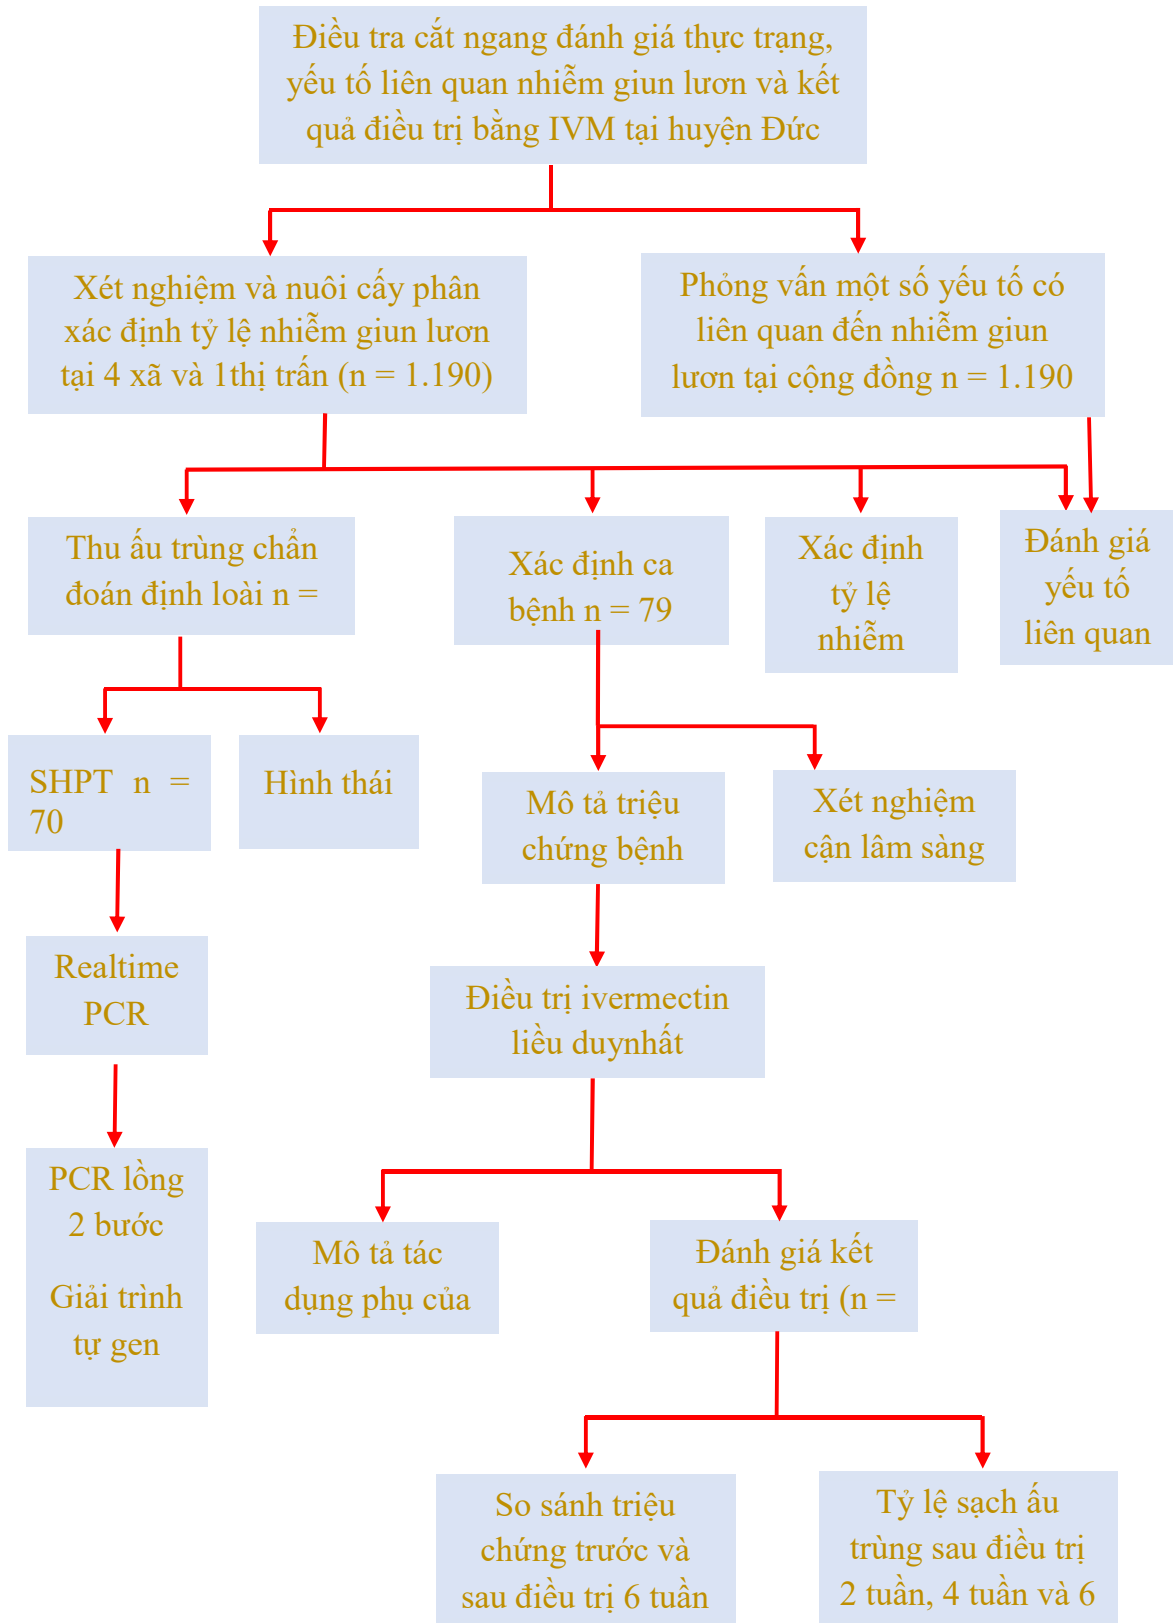 Điều tra cắt ngang đánh giá thực trạng,
yếu tố liên quan nhiễm giun lươn và kết
quả điều trị bằng IVM tại huyện Đức
Xét nghiệm và nuôi cấy phân
xác định tỷ lệ nhiễm giun lươn
tại 4 xã và 1thị trấn (n = 1.190)
Phỏng vấn một số yếu tố có
liên quan đến nhiễm giun
lươn tại cộng đồng n = 1.190
Thu ấu trùng chẩn
đoán định loài n =
Xác định ca
bệnh n = 79
Xác định
tỷ lệ
nhiễm
Đánh giá
yếu tố
liên quan
SHPT n =
70
Hình thái
Mô tả triệu
chứng bệnh
Xét nghiệm
cận lâm sàng
Realtime
PCR
Điều trị ivermectin
liều duynhất
PCR lồng
2 bước
Giải trình
tự gen
Mô tả tác
dụng phụ của
Đánh giá kết
quả điều trị (n =
So sánh triệu
chứng trước và
sau điều trị 6 tuần
Tỷ lệ sạch ấu
trùng sau điều trị
2 tuần, 4 tuần và 6